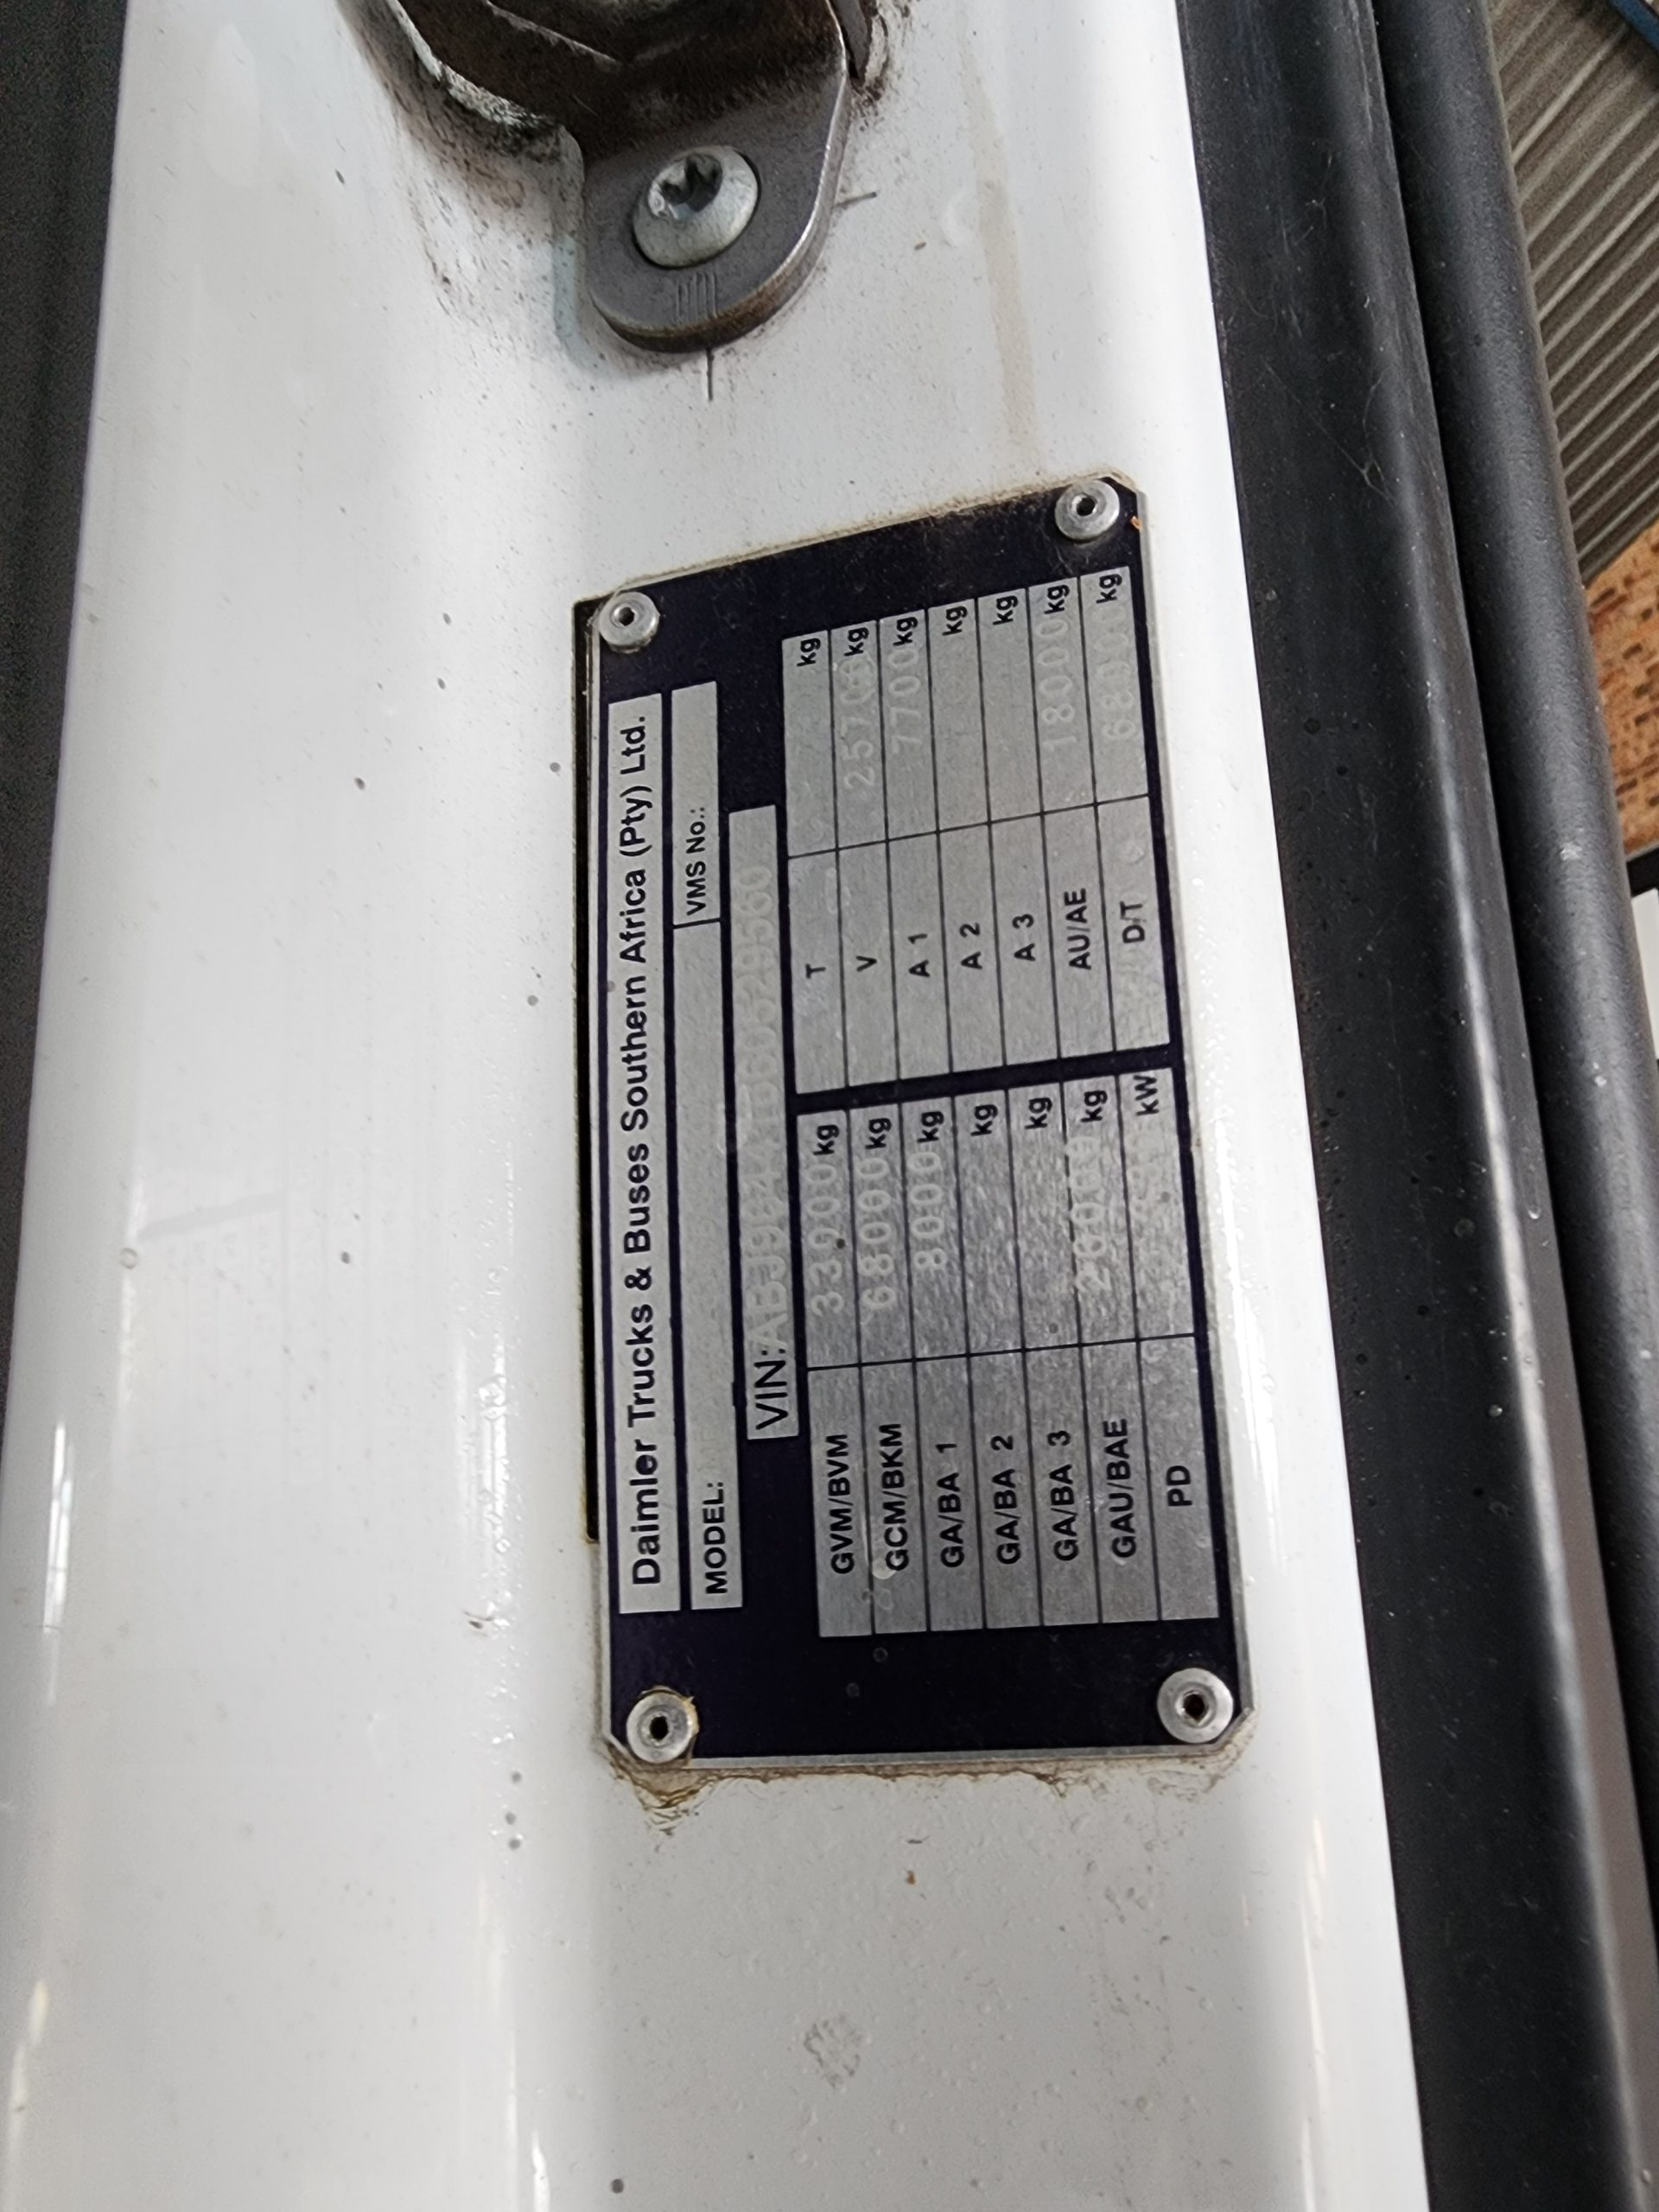 Daimler Trucks & Buses Southern Africa (Pty) Ltd.
MODEL: VMS No.:
VIN:
GVM/BVM kg T kg
GCM/BKM 68000 kg V kg
GA/BA 1 8000 kg A 1 7700 kg
GA/BA 2 kg A 2 kg
GA/BA 3 kg A 3 kg
GAU/BAE kg AU/AE 18000 kg
PD kW D/T kg